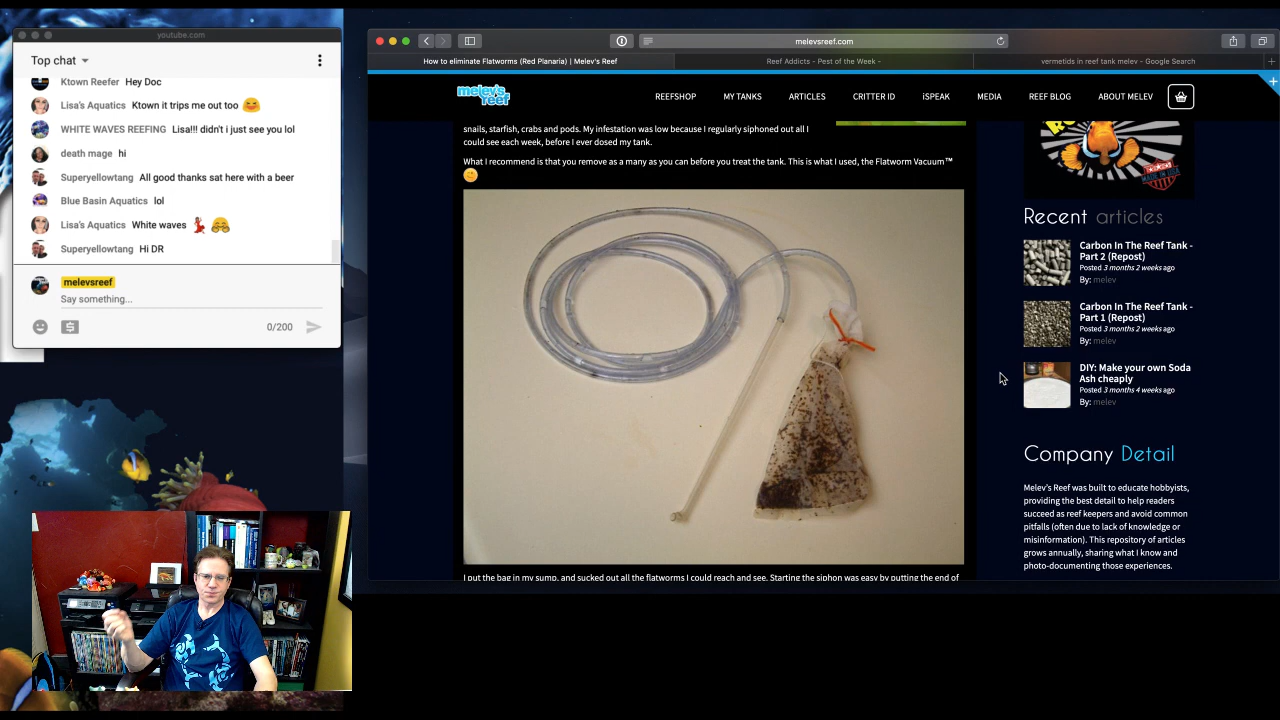 youtube.com
Top chat
Ktown Reefer Hey Doc
Lisa's Aquatics Ktown it trips me out too
WHITE WAVES REEFING Lisa!!! didn't i just see you lol
death mage hi
Superyellowtang All good thanks sat here with a beer
Blue Basin Aquatics lol
Lisa's Aquatics White waves
Superyellowtang Hi DR
melevsreef
Say something...
0/200
melevsreef.com
How to eliminate Flatworms (Red Planaria) | Melev's Reef
Reef Addicts - Pest of the Week -
vermetids in reef tank melev - Google Search
melev's reef
REEFSHOP
MY TANKS
ARTICLES
CRITTER ID
iSPEAK
MEDIA
REEF BLOG
ABOUT MELEV
snails, starfish, crabs and pods. My infestation was low because I regularly siphoned out all I
could see each week, before I ever dosed my tank.
What I recommend is that you remove as a many as you can before you treat the tank. This is what I used, the Flatworm Vacuum™
I put the bag in my sump, and sucked out all the flatworms I could reach and see. Starting the siphon was easy by putting the end of
MADE IN USA
Recent articles
Carbon In The Reef Tank -
Part 2 (Repost)
Posted 3 months 2 weeks ago
By: melev
Carbon In The Reef Tank -
Part 1 (Repost)
Posted 3 months 2 weeks ago
By: melev
DIY: Make your own Soda
Ash cheaply
Posted 3 months 4 weeks ago
By: melev
Company Detail
Melev's Reef was built to educate hobbyists,
providing the best detail to help readers
succeed as reef keepers and avoid common
pitfalls (often due to lack of knowledge or
misinformation). This repository of articles
grows annually, sharing what I know and
photo-documenting those experiences.